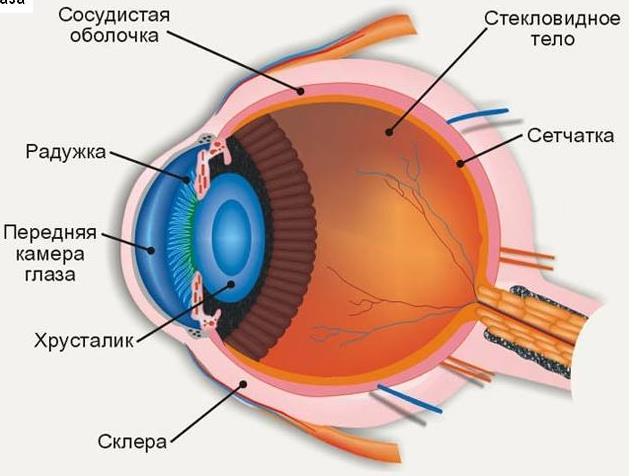 Сосудистая
оболочка
Стекловидное
тело
Сетчатка
Радужка
Передняя
камера
глаза
Хрусталик
Склера